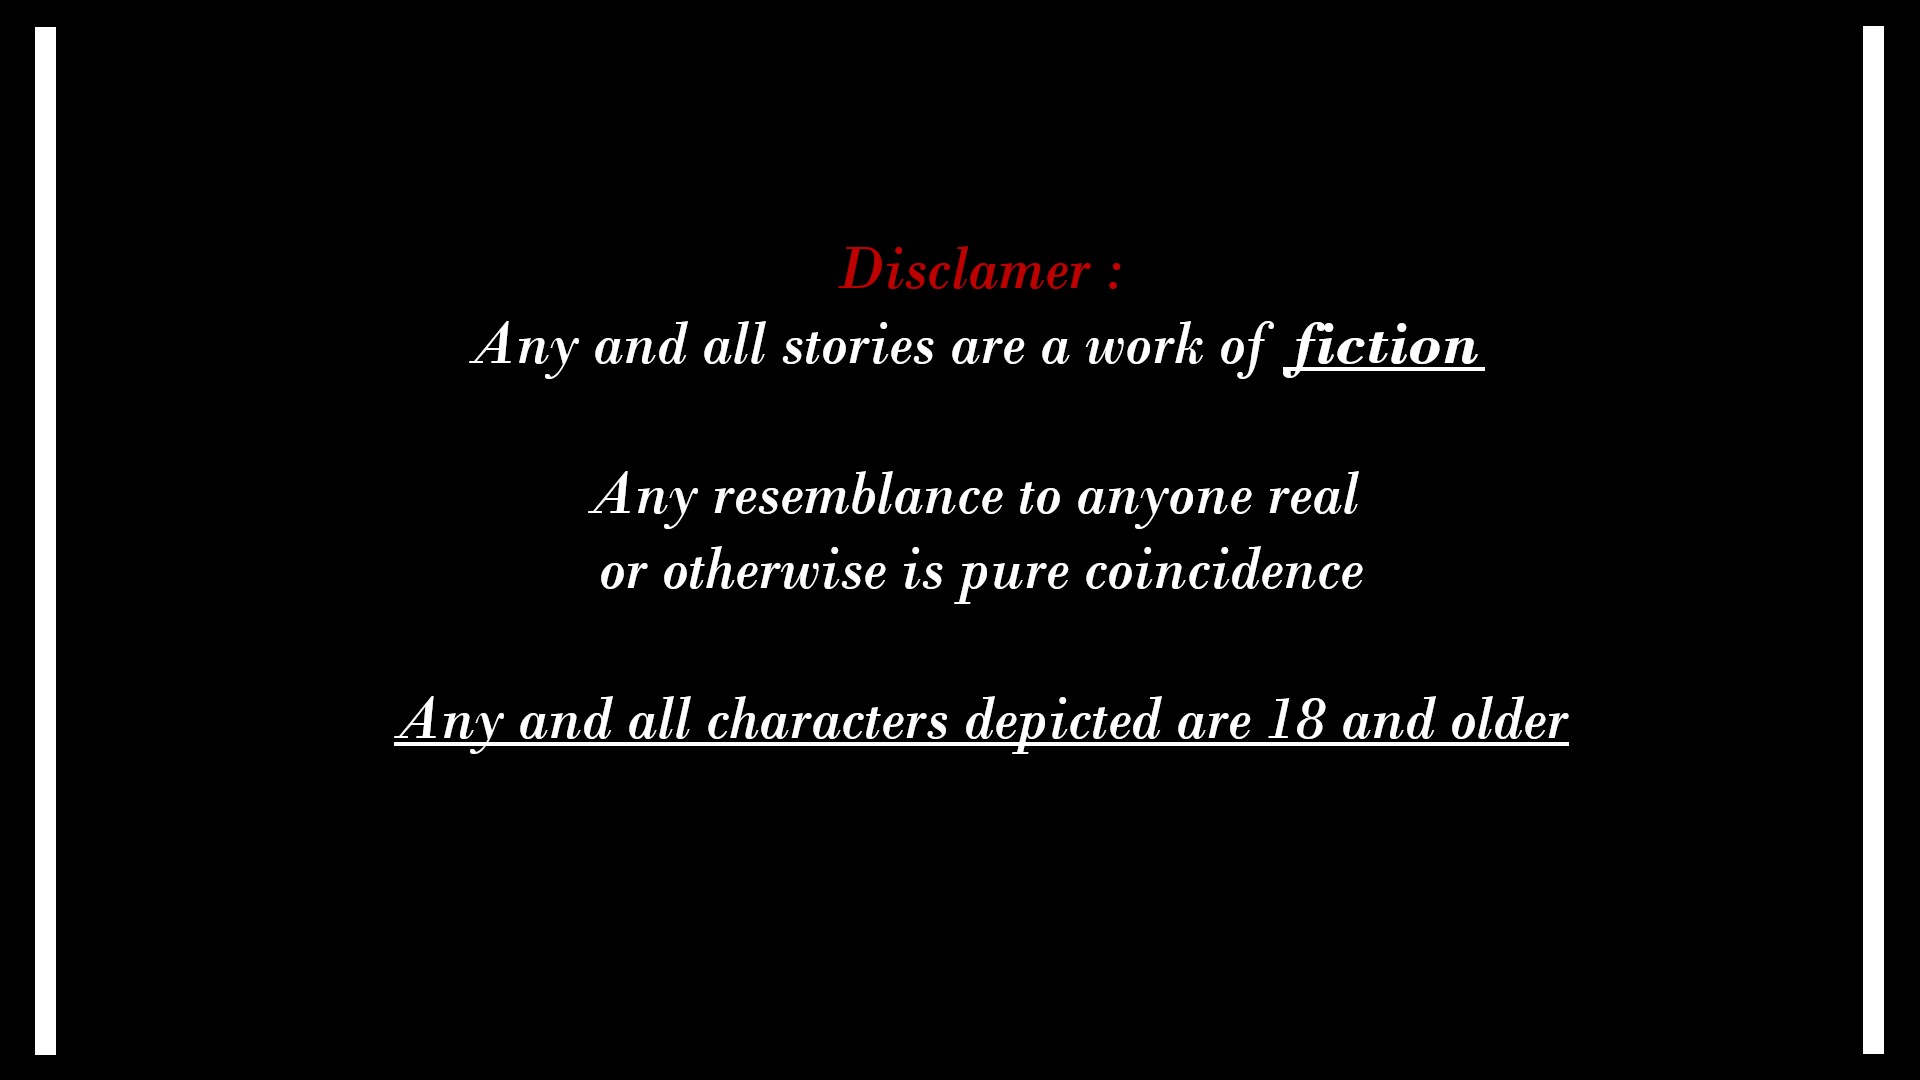 Disclamer :
Any and all stories are a work of fiction
Any resemblance to anyone real
or otherwise is pure coincidence
Any and all characters depicted are 18 and older